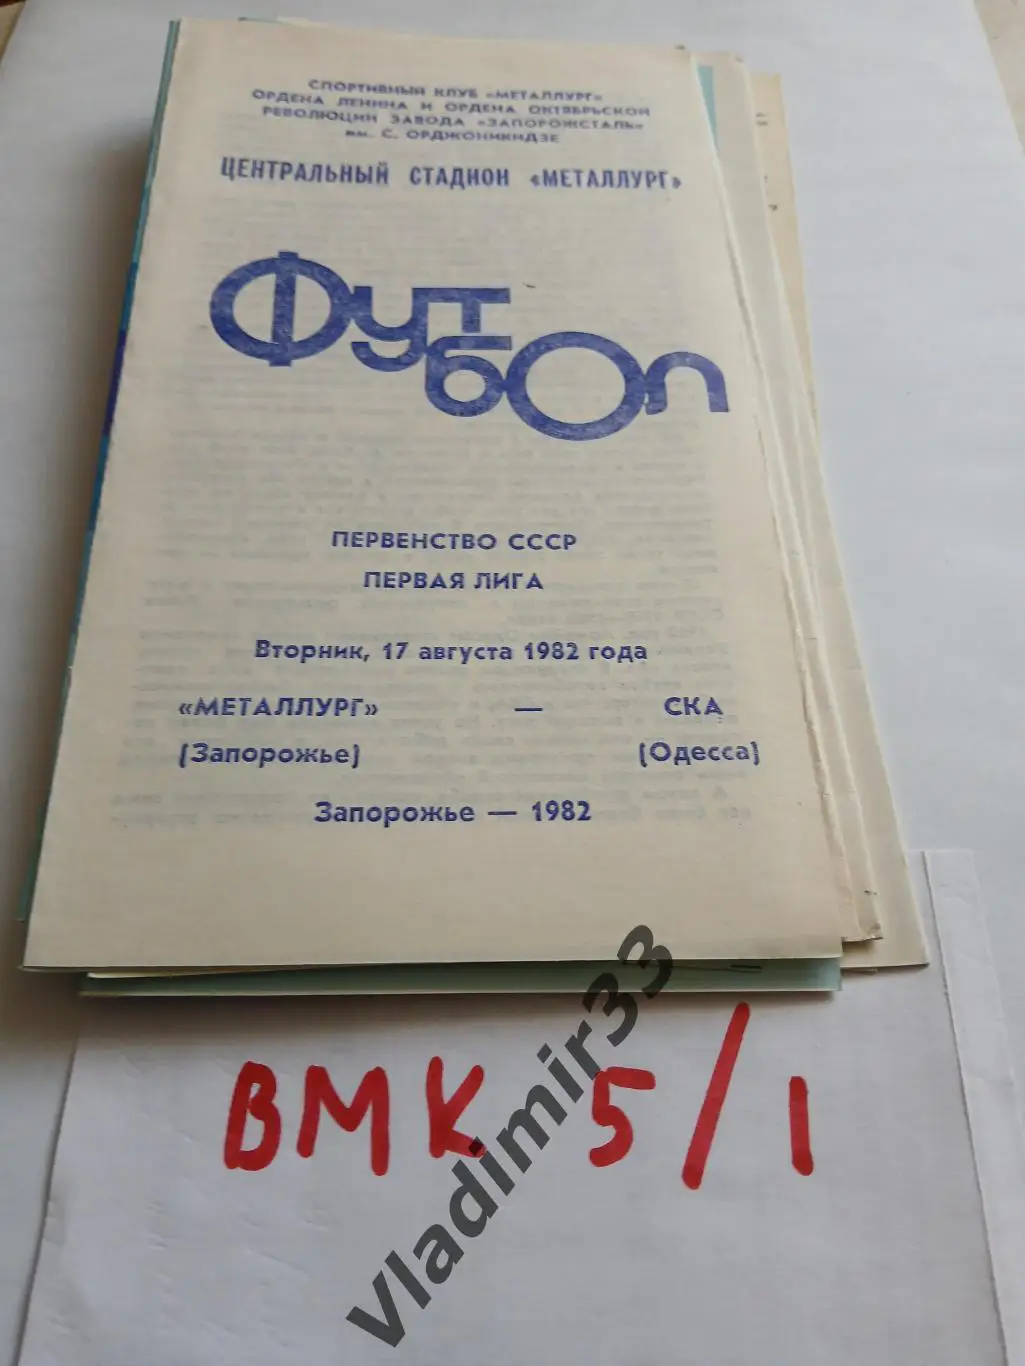 СПОРТИВНЫЙ КЛУБ «МЕТАЛЛУРГ»
ОРДЕНА ЛЕНИНА И ОРДЕНА ОКТЯБРЬСКОЙ
РЕВОЛЮЦИИ ЗАВОДА «ЗАПОРОЖСТАЛЬ»
им. С. ОРДЖОНИКИДЗЕ
ЦЕНТРАЛЬНЫЙ СТАДИОН «МЕТАЛЛУРГ»
ФУТ
БОЛ
ПЕРВЕНСТВО СССР
ПЕРВАЯ ЛИГА
Вторник, 17 августа 1982 года
«МЕТАЛЛУРГ» — СКА
(Запорожье) (Одесса)
Запорожье — 1982
ВМК 5/1
Vladimir33